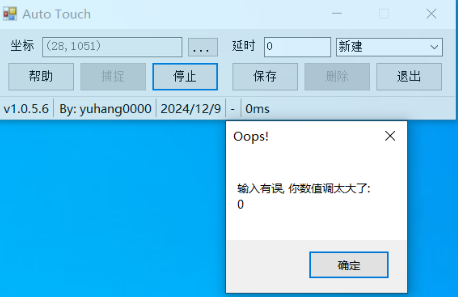 Auto Touch
坐标 (28,1051) ... 延时 0 新建
帮助 捕捉 停止 保存 删除 退出
v1.0.5.6 By: yuhang0000 2024/12/9 - 0ms
Oops!
输入有误, 你数值调太大了:
0
确定